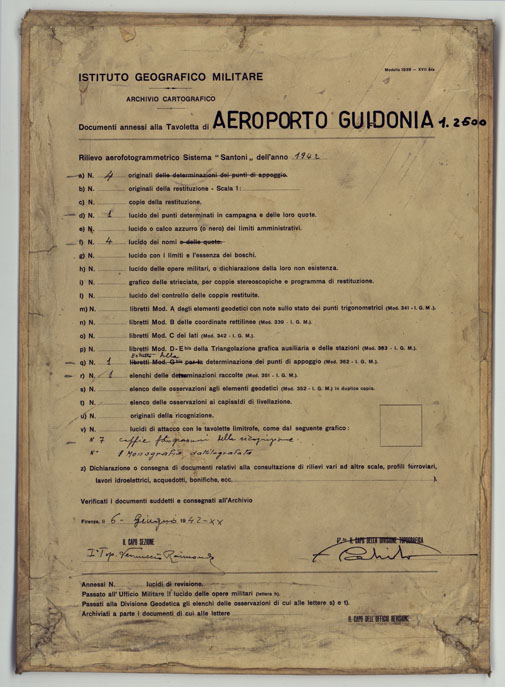 Modulo 1939 - XVII Era
ISTITUTO GEOGRAFICO MILITARE
ARCHIVIO CARTOGRAFICO
Documenti annessi alla Tavoletta di AEROPORTO GUIDONIA 1.2500
Rilievo aerofotogrammetrico Sistema "Santoni" dell'anno 1942
a) N. 4 originali delle determinazioni dei punti di appoggio.
b) N. originali della restituzione - Scala 1:
c) N. copie della restituzione.
d) N. 1 lucido dei punti determinati in campagna e delle loro quote.
e) N. lucido o calco azzurro (o nero) dei limiti amministrativi.
f) N. 4 lucido dei nomi e delle quote.
g) N. lucido con i limiti e l'essenza dei boschi.
h) N. lucido delle opere militari, o dichiarazione della loro non esistenza.
i) N. grafico delle strisciate, per coppie stereoscopiche e programma di restituzione.
l) N. lucido del controllo delle coppie restituite.
m) N. libretti Mod. A degli elementi geodetici con note sullo stato dei punti trigonometrici (Mod. 341 - I. G. M.).
n) N. libretti Mod. B delle coordinate rettilinee (Mod. 339 - I. G. M.).
o) N. libretti Mod. C dei lati (Mod. 342 - I. G. M.).
p) N. libretti Mod. D-E bis della Triangolazione grafica ausiliaria e delle stazioni (Mod. 363 - I. G. M.).
della
q) N. 1 libretti Mod. G bis per la determinazione dei punti di appoggio (Mod. 362 - I. G. M.).
r) N. 1 elenchi delle determinazioni raccolte (Mod. 351 - I. G. M.).
s) N. elenco delle osservazioni agli elementi geodetici (Mod. 352 - I. G. M.) in duplice copia.
t) N. elenco delle osservazioni ai capisaldi di livellazione.
u) N. originali della ricognizione.
v) N. lucidi di attacco con le tavolette limitrofe, come dal seguente grafico:
N° 7 della ricognizione
N° 1 Monografia dattilografata
z) Dichiarazione o consegna di documenti relativi alla consultazione di rilievi vari ad altre scale, profili ferroviari,
lavori idroelettrici, acquedotti, bonifiche, ecc. ).
Verificati i documenti suddetti e consegnati all'Archivio
Firenze, li 6 - Giugno 1942 - XX
IL CAPO SEZIONE
IL CAPO DELLA DIVISIONE TOPOGRAFICA
Raimondo
Annessi N. lucidi di revisione.
Passato all'Ufficio Militare il lucido delle opere militari (lettera h).
Passati alla Divisione Geodetica gli elenchi delle osservazioni di cui alle lettere s) e t).
Archiviati a parte i documenti di cui alle lettere
IL CAPO DELL'UFFICIO REVISIONE